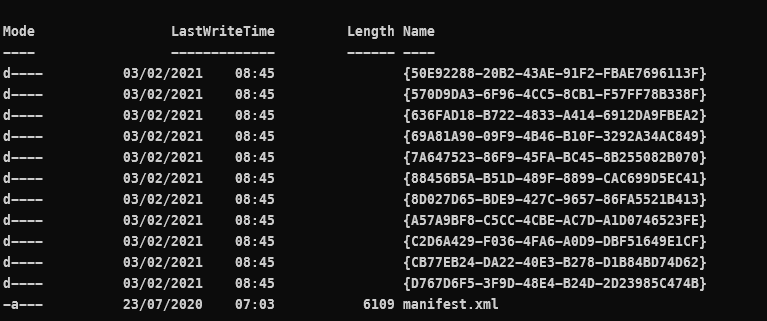 Mode                 LastWriteTime         Length Name
----                 -------------         ------ ----
d----          03/02/2021    08:45                {50E92288-20B2-43AE-91F2-FBAE7696113F}
d----          03/02/2021    08:45                {570D9DA3-6F96-4CC5-8CB1-F57FF78B338F}
d----          03/02/2021    08:45                {636FAD18-B722-4833-A414-6912DA9FBEA2}
d----          03/02/2021    08:45                {69A81A90-09F9-4B46-B10F-3292A34AC849}
d----          03/02/2021    08:45                {7A647523-86F9-45FA-BC45-8B255082B070}
d----          03/02/2021    08:45                {88456B5A-B51D-489F-8899-CAC699D5EC41}
d----          03/02/2021    08:45                {8D027D65-BDE9-427C-9657-86FA5521B413}
d----          03/02/2021    08:45                {A57A9BF8-C5CC-4CBE-AC7D-A1D0746523FE}
d----          03/02/2021    08:45                {C2D6A429-F036-4FA6-A0D9-DBF51649E1CF}
d----          03/02/2021    08:45                {CB77EB24-DA22-40E3-B278-D1B84BD74D62}
d----          03/02/2021    08:45                {D767D6F5-3F9D-48E4-B24D-2D23985C474B}
-a---          23/07/2020    07:03           6109 manifest.xml